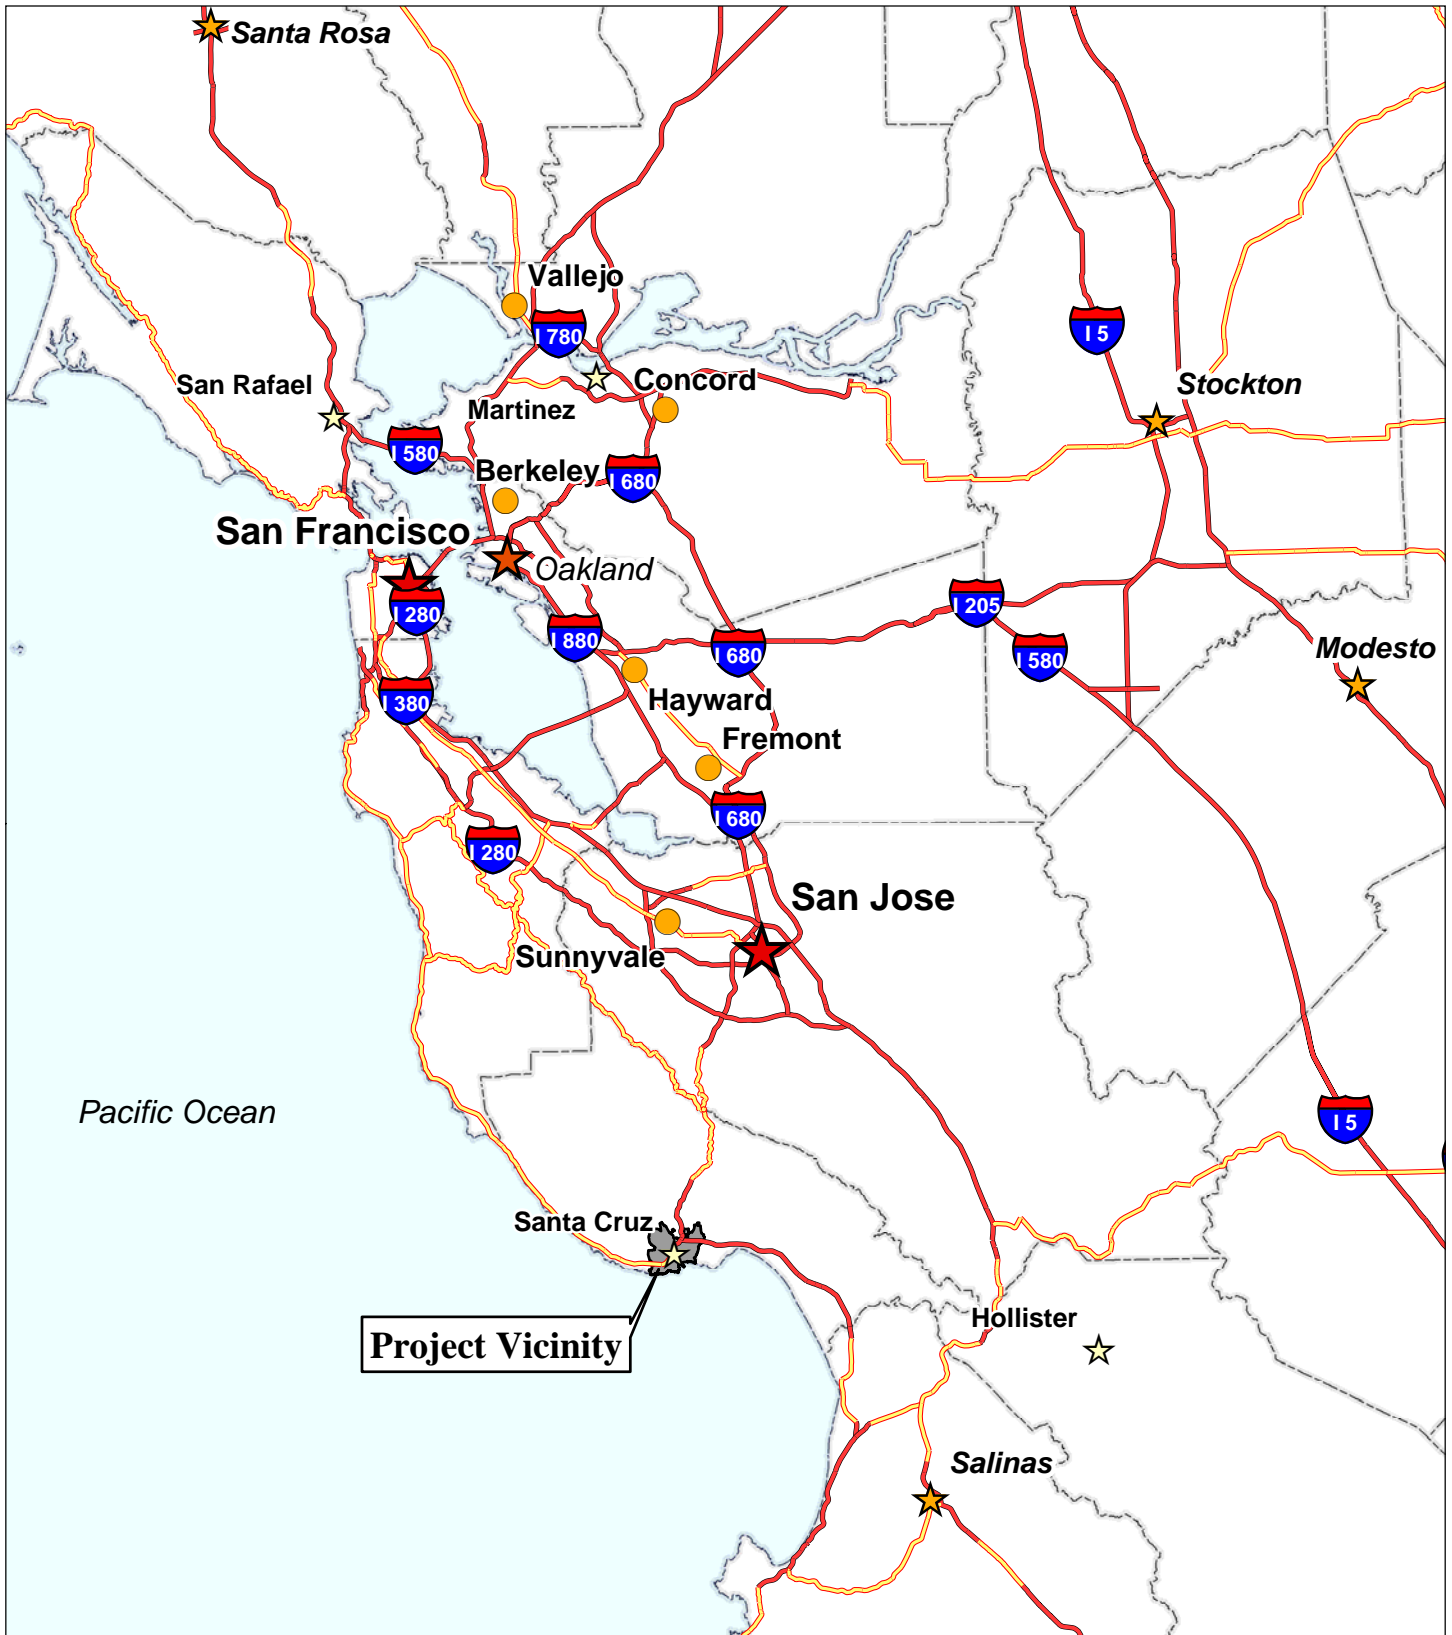 Santa Rosa
Vallejo
I 780
I 5
San Rafael
Concord
Stockton
Martinez
I 580
Berkeley
I 680
San Francisco
Oakland
I 280
I 205
I 880
I 680
I 580
Modesto
I 380
Hayward
Fremont
I 680
I 280
San Jose
Sunnyvale
Pacific Ocean
I 5
Santa Cruz
Hollister
Project Vicinity
Salinas